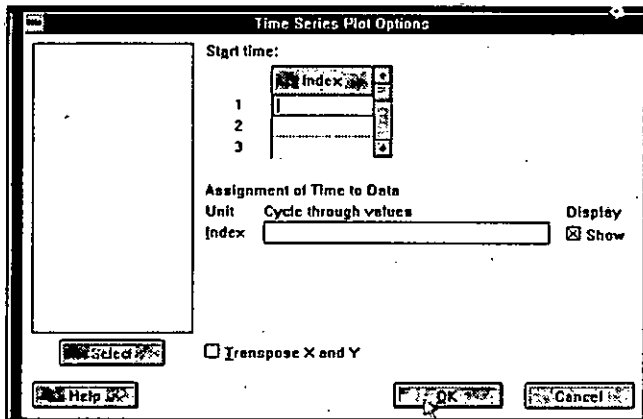 Time Series Plot Options
Start time:
Index
1
2
3
Assignment of Time to Data
Unit Cycle through values Display
Index Show
Select
Transpose X and Y
Help OK Cancel